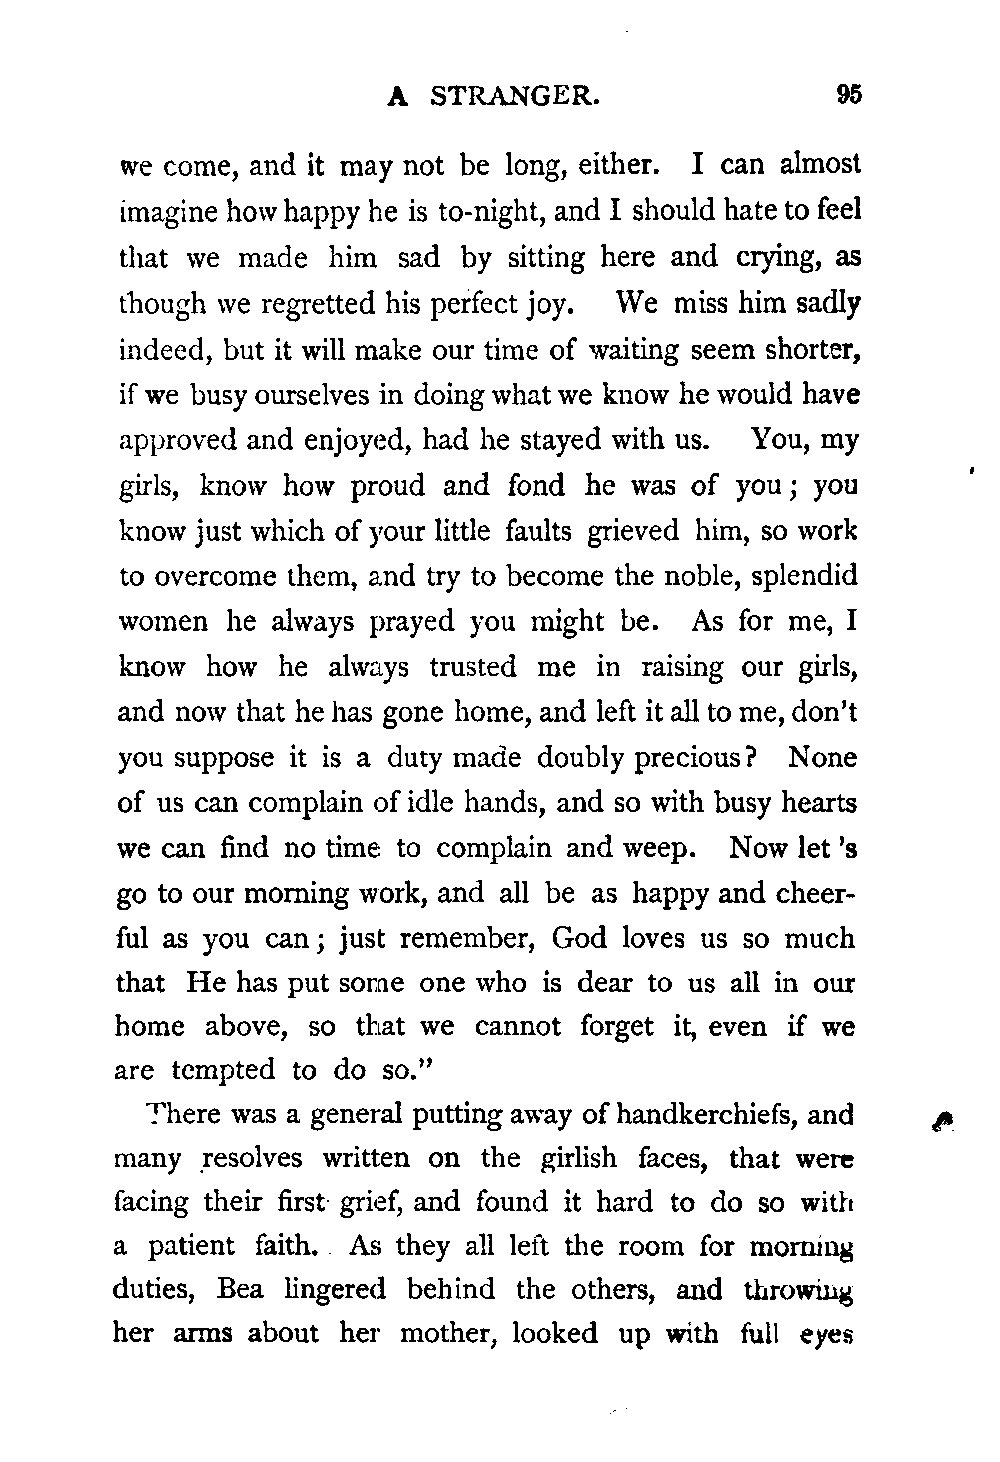 A STRANGER. 95
we come, and it may not be long, either. I can almost
imagine how happy he is to-night, and I should hate to feel
that we made him sad by sitting here and crying, as
though we regretted his perfect joy. We miss him sadly
indeed, but it will make our time of waiting seem shorter,
if we busy ourselves in doing what we know he would have
approved and enjoyed, had he stayed with us. You, my
girls, know how proud and fond he was of you; you
know just which of your little faults grieved him, so work
to overcome them, and try to become the noble, splendid
women he always prayed you might be. As for me, I
know how he always trusted me in raising our girls,
and now that he has gone home, and left it all to me, don't
you suppose it is a duty made doubly precious? None
of us can complain of idle hands, and so with busy hearts
we can find no time to complain and weep. Now let 's
go to our morning work, and all be as happy and cheer-
ful as you can; just remember, God loves us so much
that He has put some one who is dear to us all in our
home above, so that we cannot forget it, even if we
are tempted to do so."
There was a general putting away of handkerchiefs, and
many resolves written on the girlish faces, that were
facing their first grief, and found it hard to do so with
a patient faith. As they all left the room for morning
duties, Bea lingered behind the others, and throwing
her arms about her mother, looked up with full eyes